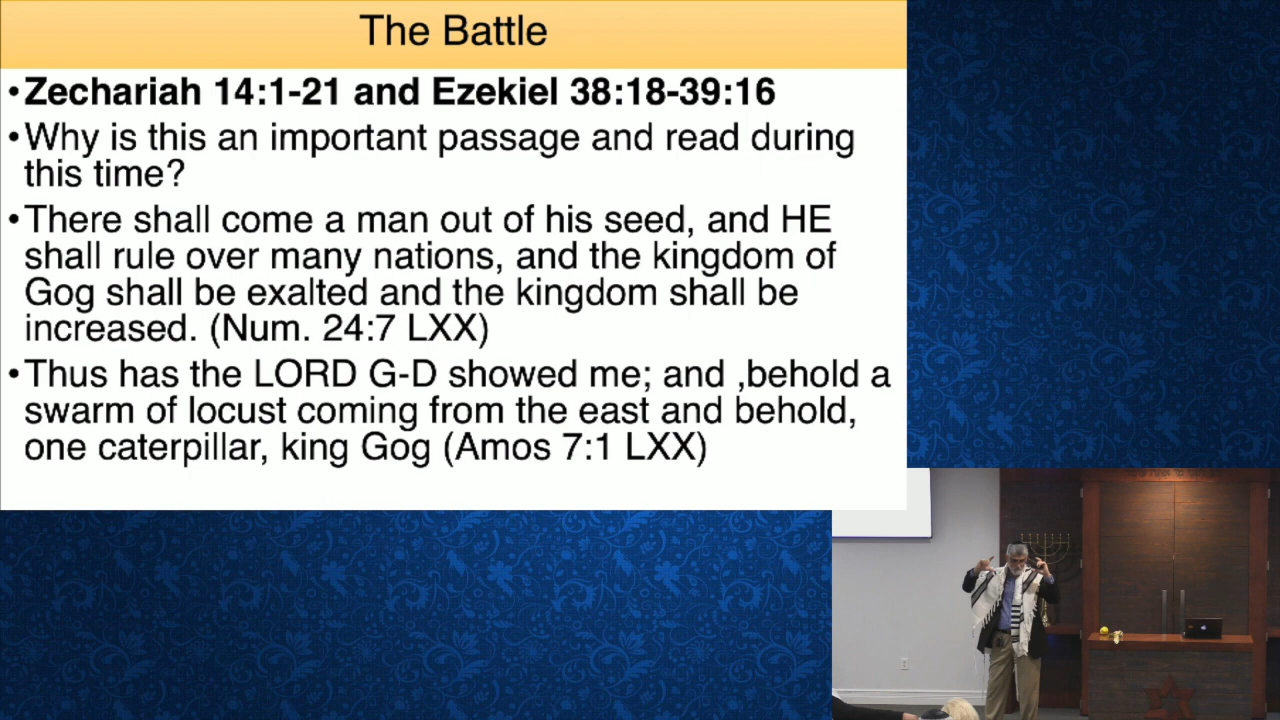 The Battle
•Zechariah 14:1-21 and Ezekiel 38:18-39:16
•Why is this an important passage and read during
this time?
•There shall come a man out of his seed, and HE
shall rule over many nations, and the kingdom of
Gog shall be exalted and the kingdom shall be
increased. (Num. 24:7 LXX)
•Thus has the LORD G-D showed me; and ,behold a
swarm of locust coming from the east and behold,
one caterpillar, king Gog (Amos 7:1 LXX)